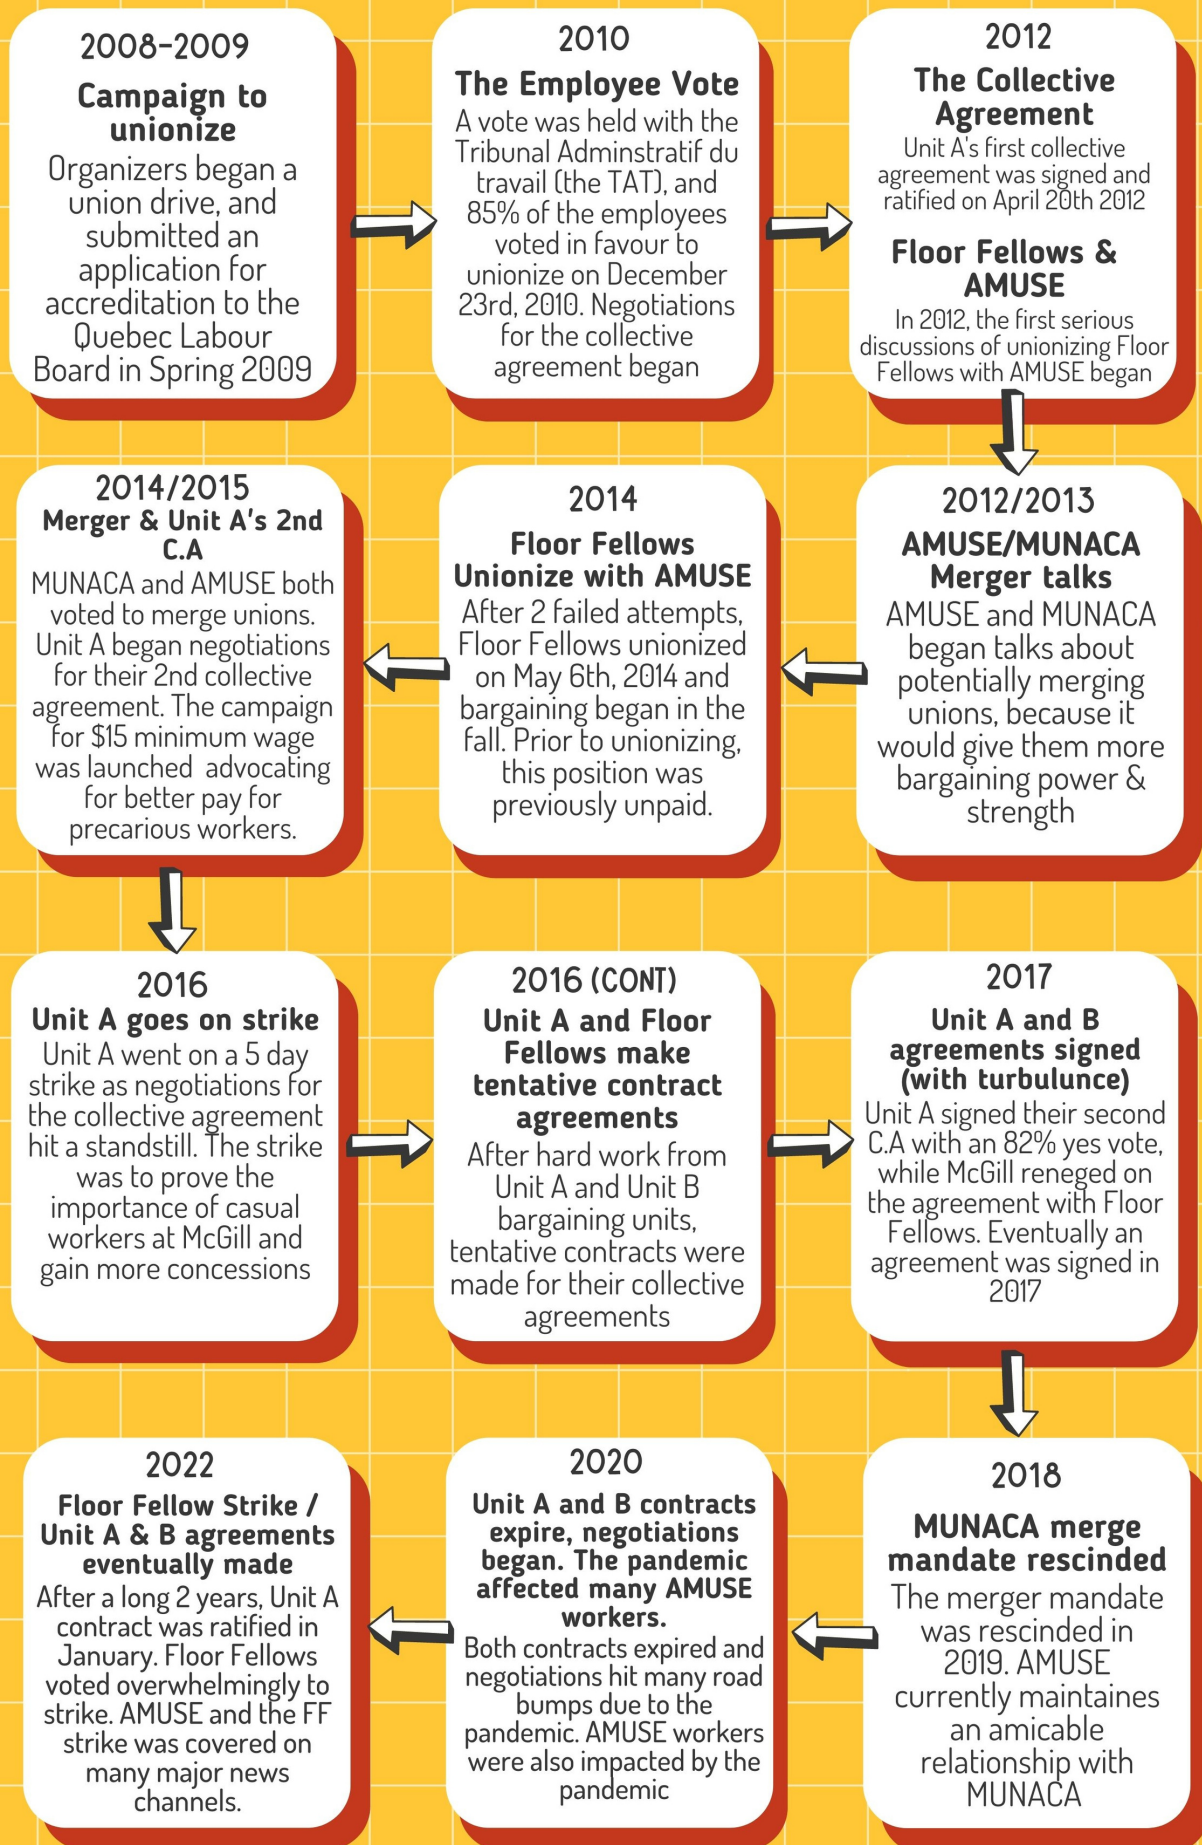 2008-2009
Campaign to
unionize
Organizers began a
union drive, and
submitted an
application for
accreditation to the
Quebec Labour
Board in Spring 2009
2010
The Employee Vote
A vote was held with the
Tribunal Adminstratif du
travail (the TAT), and
85% of the employees
voted in favour to
unionize on December
23rd, 2010. Negotiations
for the collective
agreement began
2012
The Collective
Agreement
Unit A's first collective
agreement was signed and
ratified on April 20th 2012
Floor Fellows &
AMUSE
In 2012, the first serious
discussions of unionizing Floor
Fellows with AMUSE began
2012/2013
AMUSE/MUNACA
Merger talks
AMUSE and MUNACA
began talks about
potentially merging
unions, because it
would give them more
bargaining power &
strength
2014
Floor Fellows
Unionize with AMUSE
After 2 failed attempts,
Floor Fellows unionized
on May 6th, 2014 and
bargaining began in the
fall. Prior to unionizing,
this position was
previously unpaid.
2014/2015
Merger & Unit A's 2nd
C.A
MUNACA and AMUSE both
voted to merge unions.
Unit A began negotiations
for their 2nd collective
agreement. The campaign
for $15 minimum wage
was launched advocating
for better pay for
precarious workers.
2016
Unit A goes on strike
Unit A went on a 5 day
strike as negotiations for
the collective agreement
hit a standstill. The strike
was to prove the
importance of casual
workers at McGill and
gain more concessions
2016 (CONT)
Unit A and Floor
Fellows make
tentative contract
agreements
After hard work from
Unit A and Unit B
bargaining units,
tentative contracts were
made for their collective
agreements
2017
Unit A and B
agreements signed
(with turbulunce)
Unit A signed their second
C.A with an 82% yes vote,
while McGill reneged on
the agreement with Floor
Fellows. Eventually an
agreement was signed in
2017
2018
MUNACA merge
mandate rescinded
The merger mandate
was rescinded in
2019. AMUSE
currently maintaines
an amicable
relationship with
MUNACA
2020
Unit A and B contracts
expire, negotiations
began. The pandemic
affected many AMUSE
workers.
Both contracts expired and
negotiations hit many road
bumps due to the
pandemic. AMUSE workers
were also impacted by the
pandemic
2022
Floor Fellow Strike /
Unit A & B agreements
eventually made
After a long 2 years, Unit A
contract was ratified in
January. Floor Fellows
voted overwhelmingly to
strike. AMUSE and the FF
strike was covered on
many major news
channels.